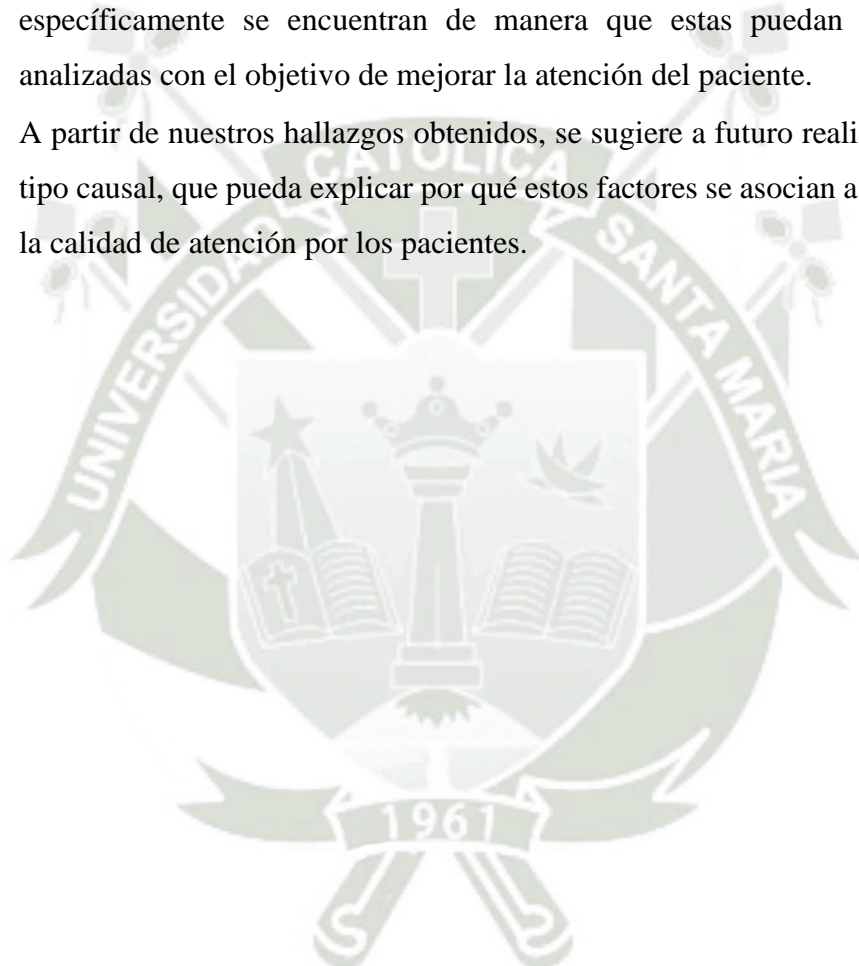 específicamente se encuentran de manera que estas puedan
analizadas con el objetivo de mejorar la atención del paciente.
A partir de nuestros hallazgos obtenidos, se sugiere a futuro reali
tipo causal, que pueda explicar por qué estos factores se asocian a
la calidad de atención por los pacientes.
UNIVERSIDAD CATOLICA SANTA MARIA
1961